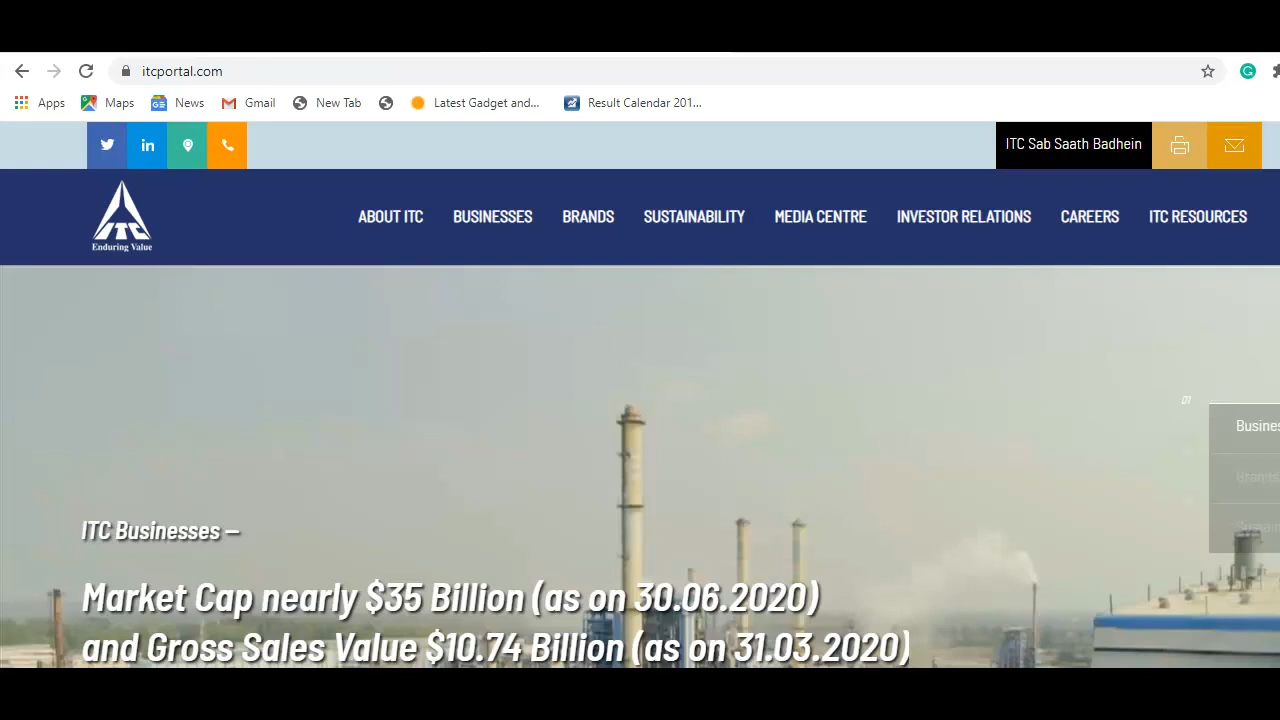 itcportal.com
Apps Maps News Gmail New Tab Latest Gadget and... Result Calendar 201...
ITC Sab Saath Badhein
ITC
Enduring Value
ABOUT ITC BUSINESSES BRANDS SUSTAINABILITY MEDIA CENTRE INVESTOR RELATIONS CAREERS ITC RESOURCES
01
Busines
Brands
ITC Businesses –
Market Cap nearly $35 Billion (as on 30.06.2020)
and Gross Sales Value $10.74 Billion (as on 31.03.2020)